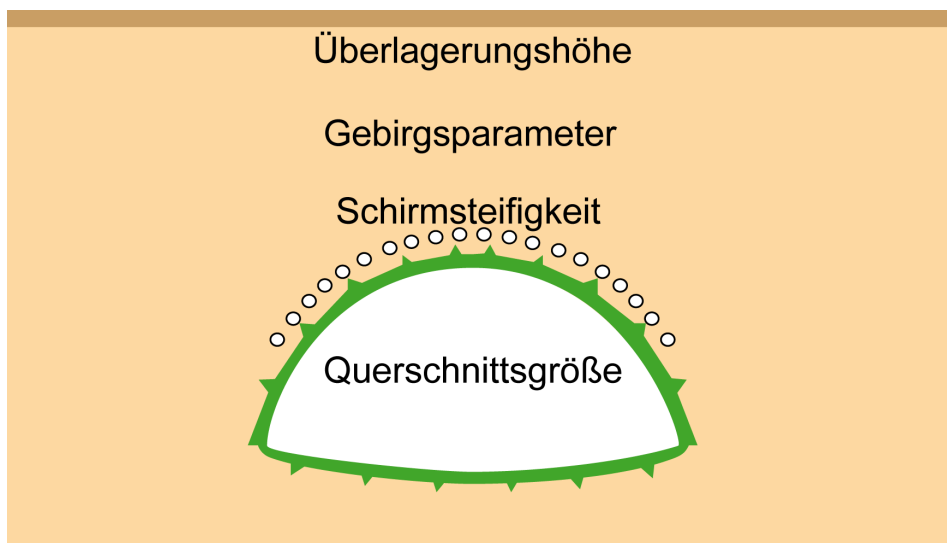 Überlagerungshöhe
Gebirgsparameter
Schirmsteifigkeit
Querschnittsgröße